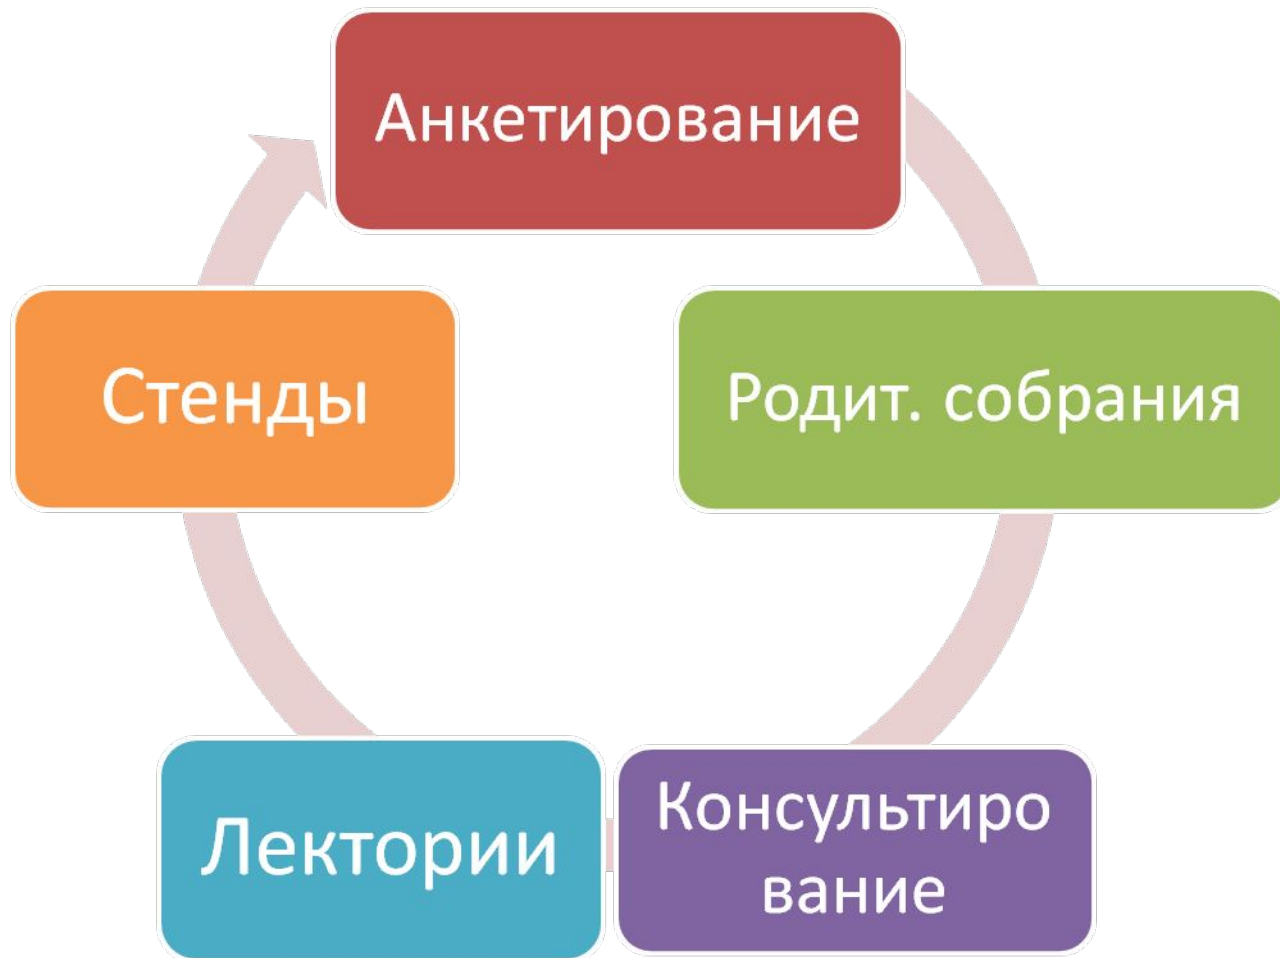 Анкетирование
Родит. собрания
Консультиро
вание
Лектории
Стенды